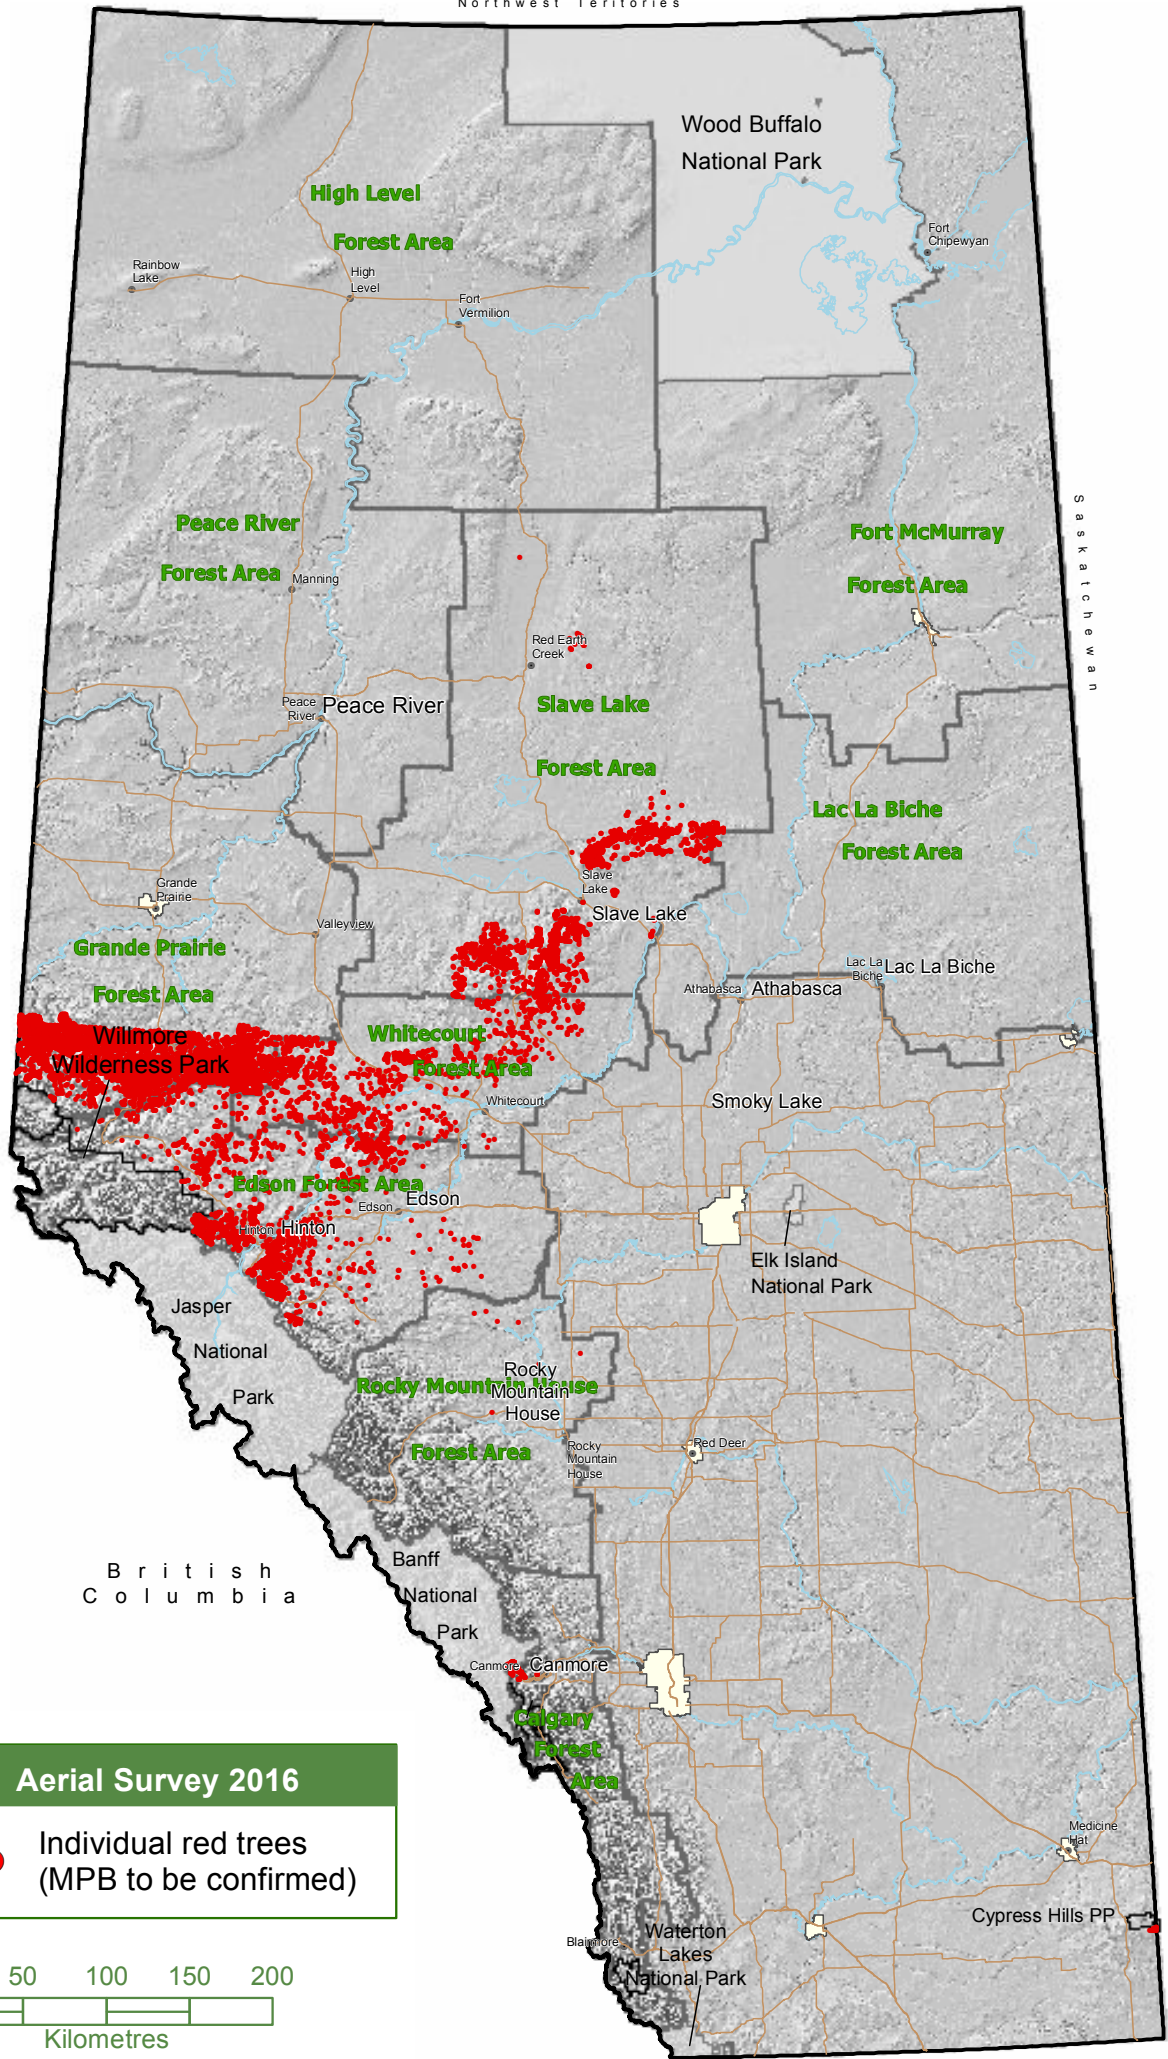 Northwest Teritories
Wood Buffalo
National Park
High Level
Forest Area
Fort
Chipewyan
Rainbow
Lake
High
Level
Fort
Vermilion
Saskatchewan
Peace River
Forest Area
Manning
Fort McMurray
Forest Area
Red Earth
Creek
Peace
River
Peace River
Slave Lake
Forest Area
Lac La Biche
Forest Area
Slave
Lake
Slave Lake
Grande
Prairie
Valleyview
Grande Prairie
Forest Area
Lac La
Biche
Lac La Biche
Athabasca
Athabasca
Willmore
Wilderness Park
Whitecourt
Forest Area
Whitecourt
Smoky Lake
Edson Forest Area
Edson
Edson
Hinton
Hinton
Elk Island
National Park
Jasper
National
Park
Rocky Mountain House
Forest Area
Rocky
Mountain
House
Rocky
Mountain
House
Red Deer
British
Columbia
Banff
National
Park
Canmore
Canmore
Calgary
Forest
Area
Aerial Survey 2016
Individual red trees
(MPB to be confirmed)
Medicine
Hat
Cypress Hills PP
Blairmore
Waterton
Lakes
National Park
50 100 150 200
Kilometres